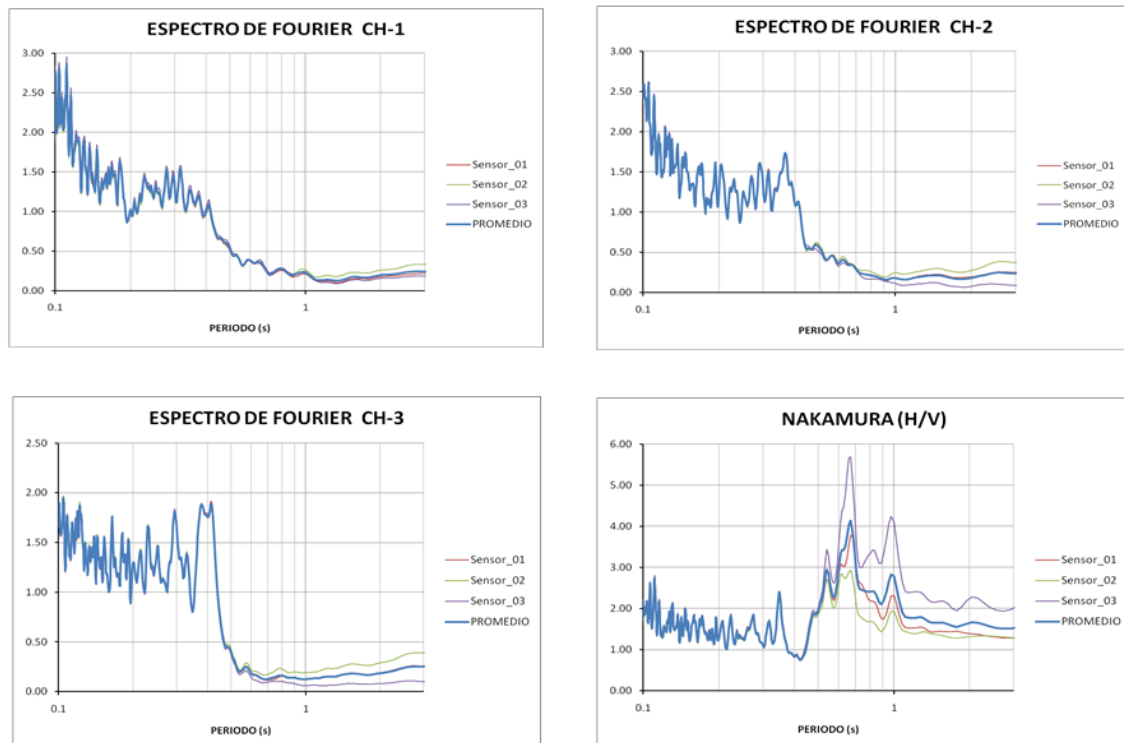 ESPECTRO DE FOURIER CH-1
3.00
2.50
2.00
1.50
1.00
0.50
0.00
0.1
1
PERIODO (s)
Sensor_01
Sensor_02
Sensor_03
PROMEDIO
ESPECTRO DE FOURIER CH-2
3.00
2.50
2.00
1.50
1.00
0.50
0.00
0.1
1
PERIODO (s)
Sensor_01
Sensor_02
Sensor_03
PROMEDIO
ESPECTRO DE FOURIER CH-3
2.50
2.00
1.50
1.00
0.50
0.00
0.1
1
PERIODO (s)
Sensor_01
Sensor_02
Sensor_03
PROMEDIO
NAKAMURA (H/V)
6.00
5.00
4.00
3.00
2.00
1.00
0.00
0.1
1
PERIODO (s)
Sensor_01
Sensor_02
Sensor_03
PROMEDIO